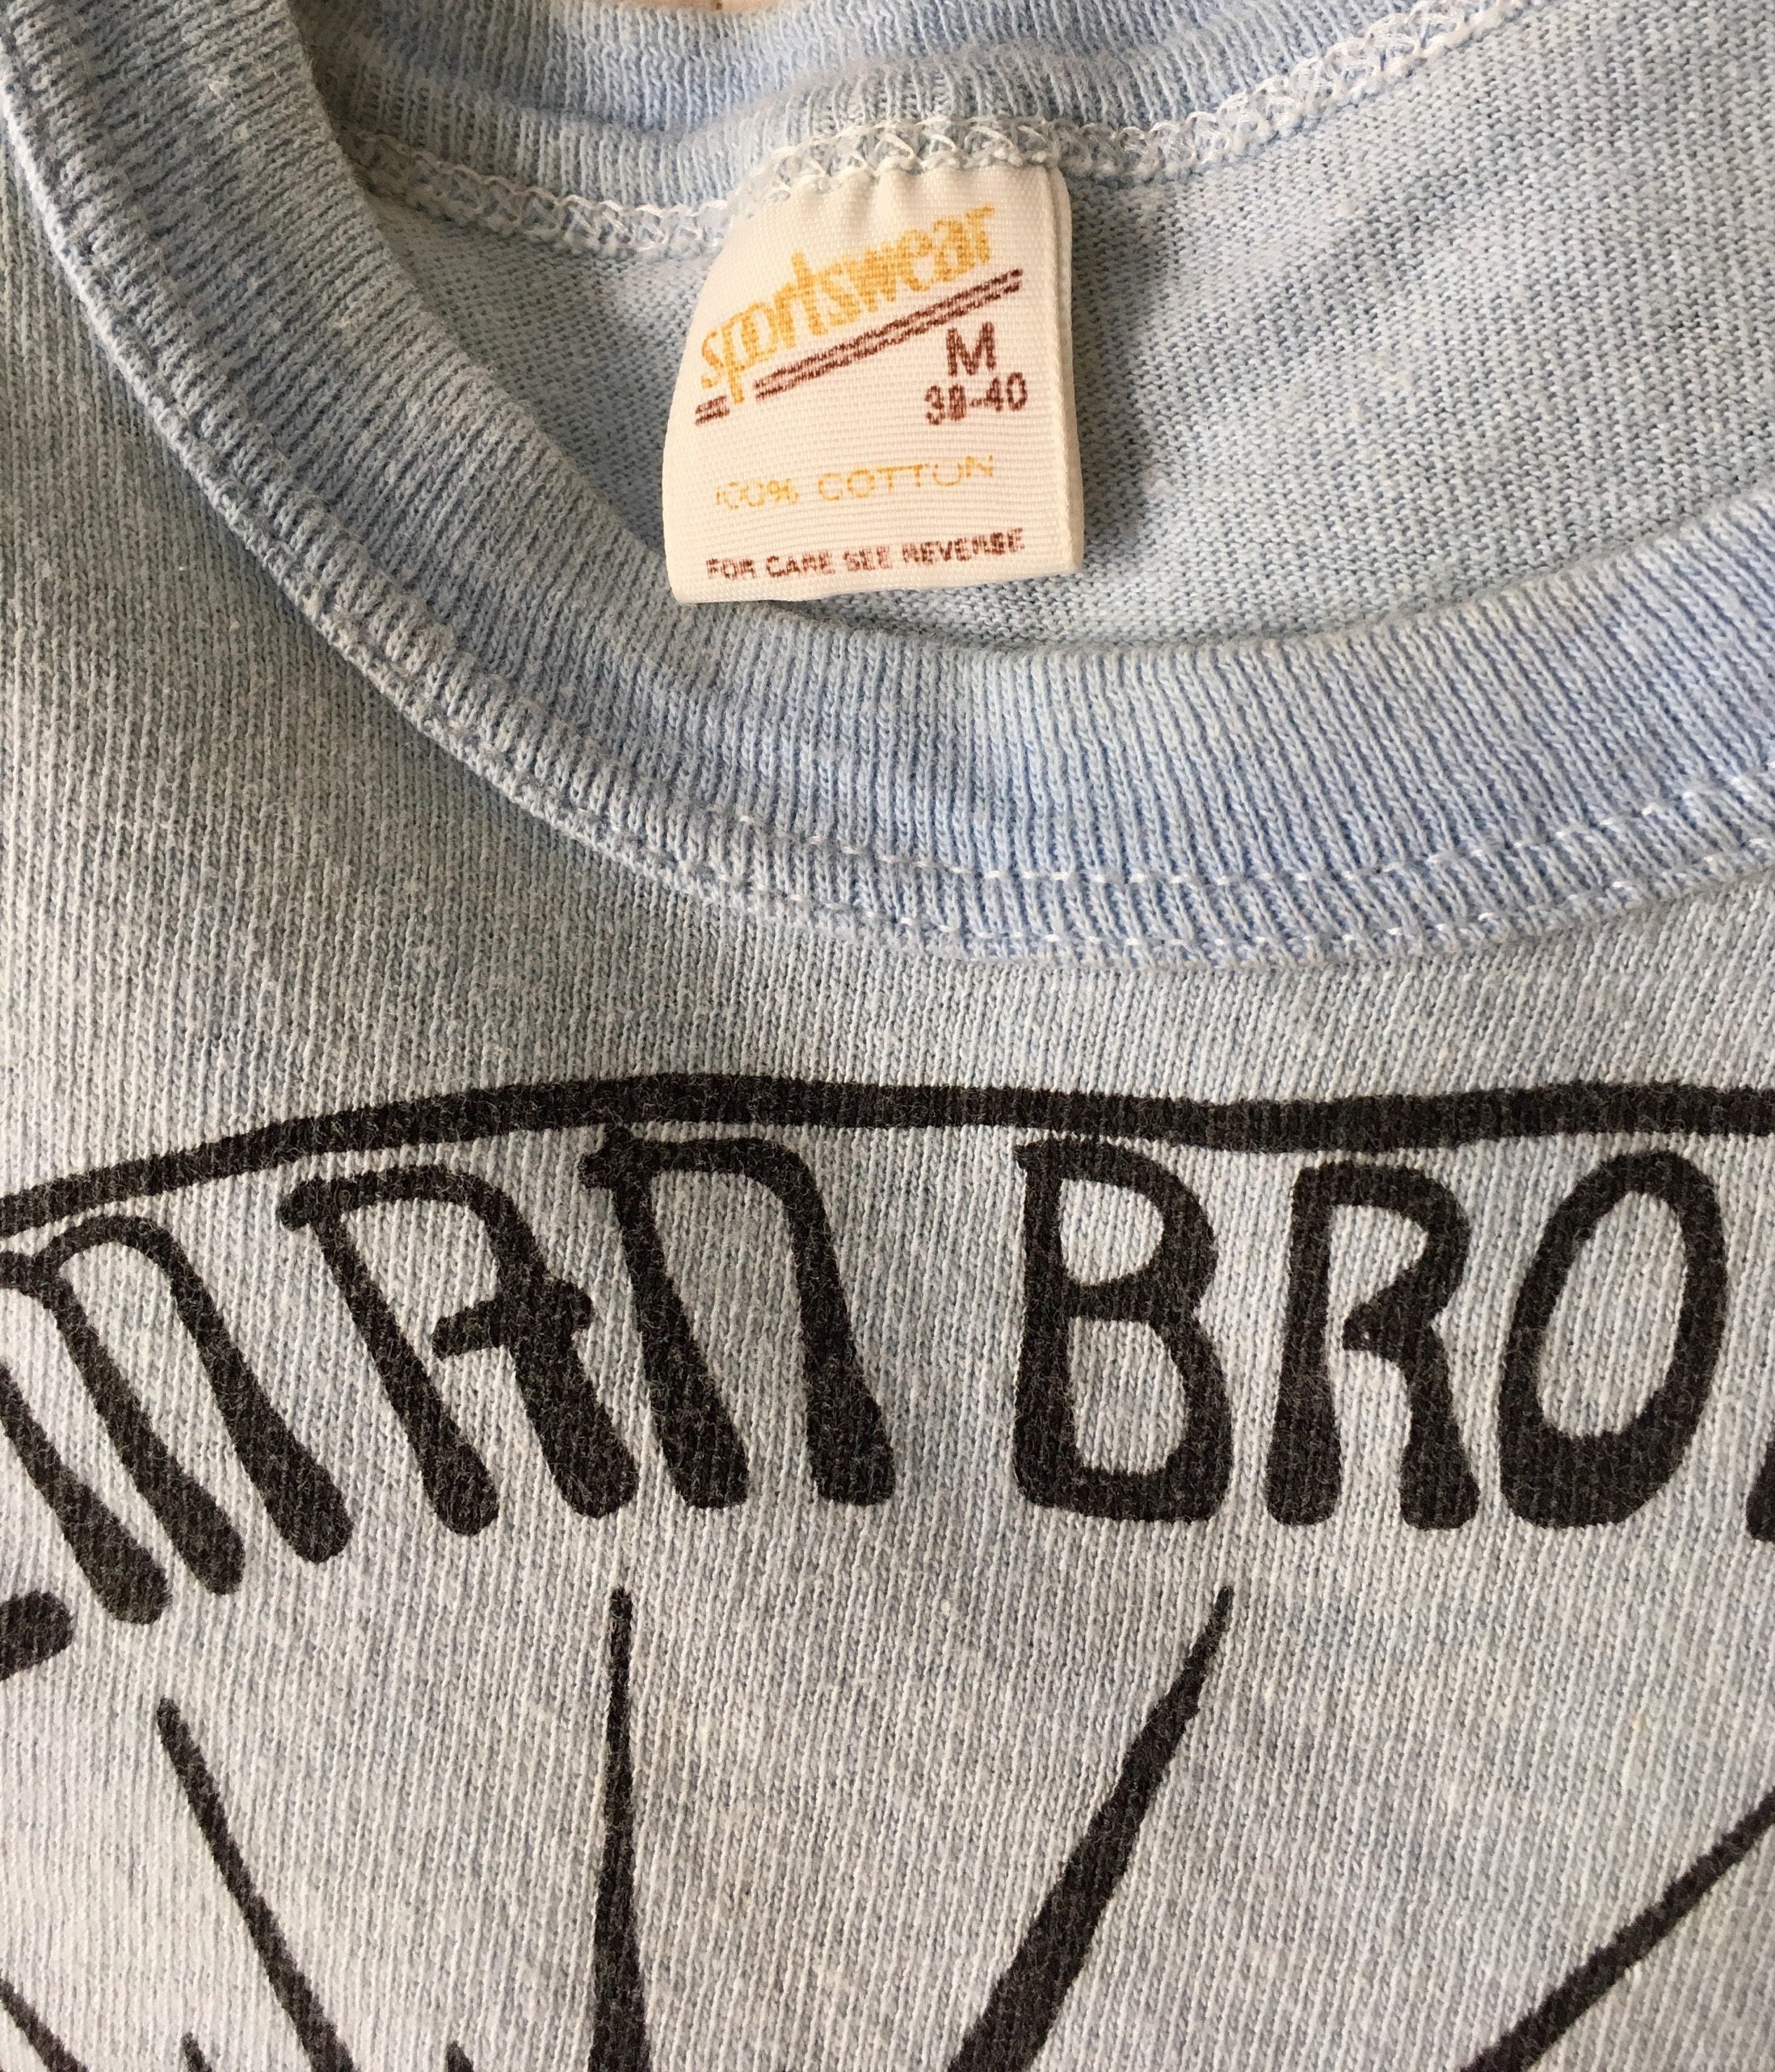 sportswear
M
38-40
100% COTTON
FOR CARE SEE REVERSE
MAN BRO